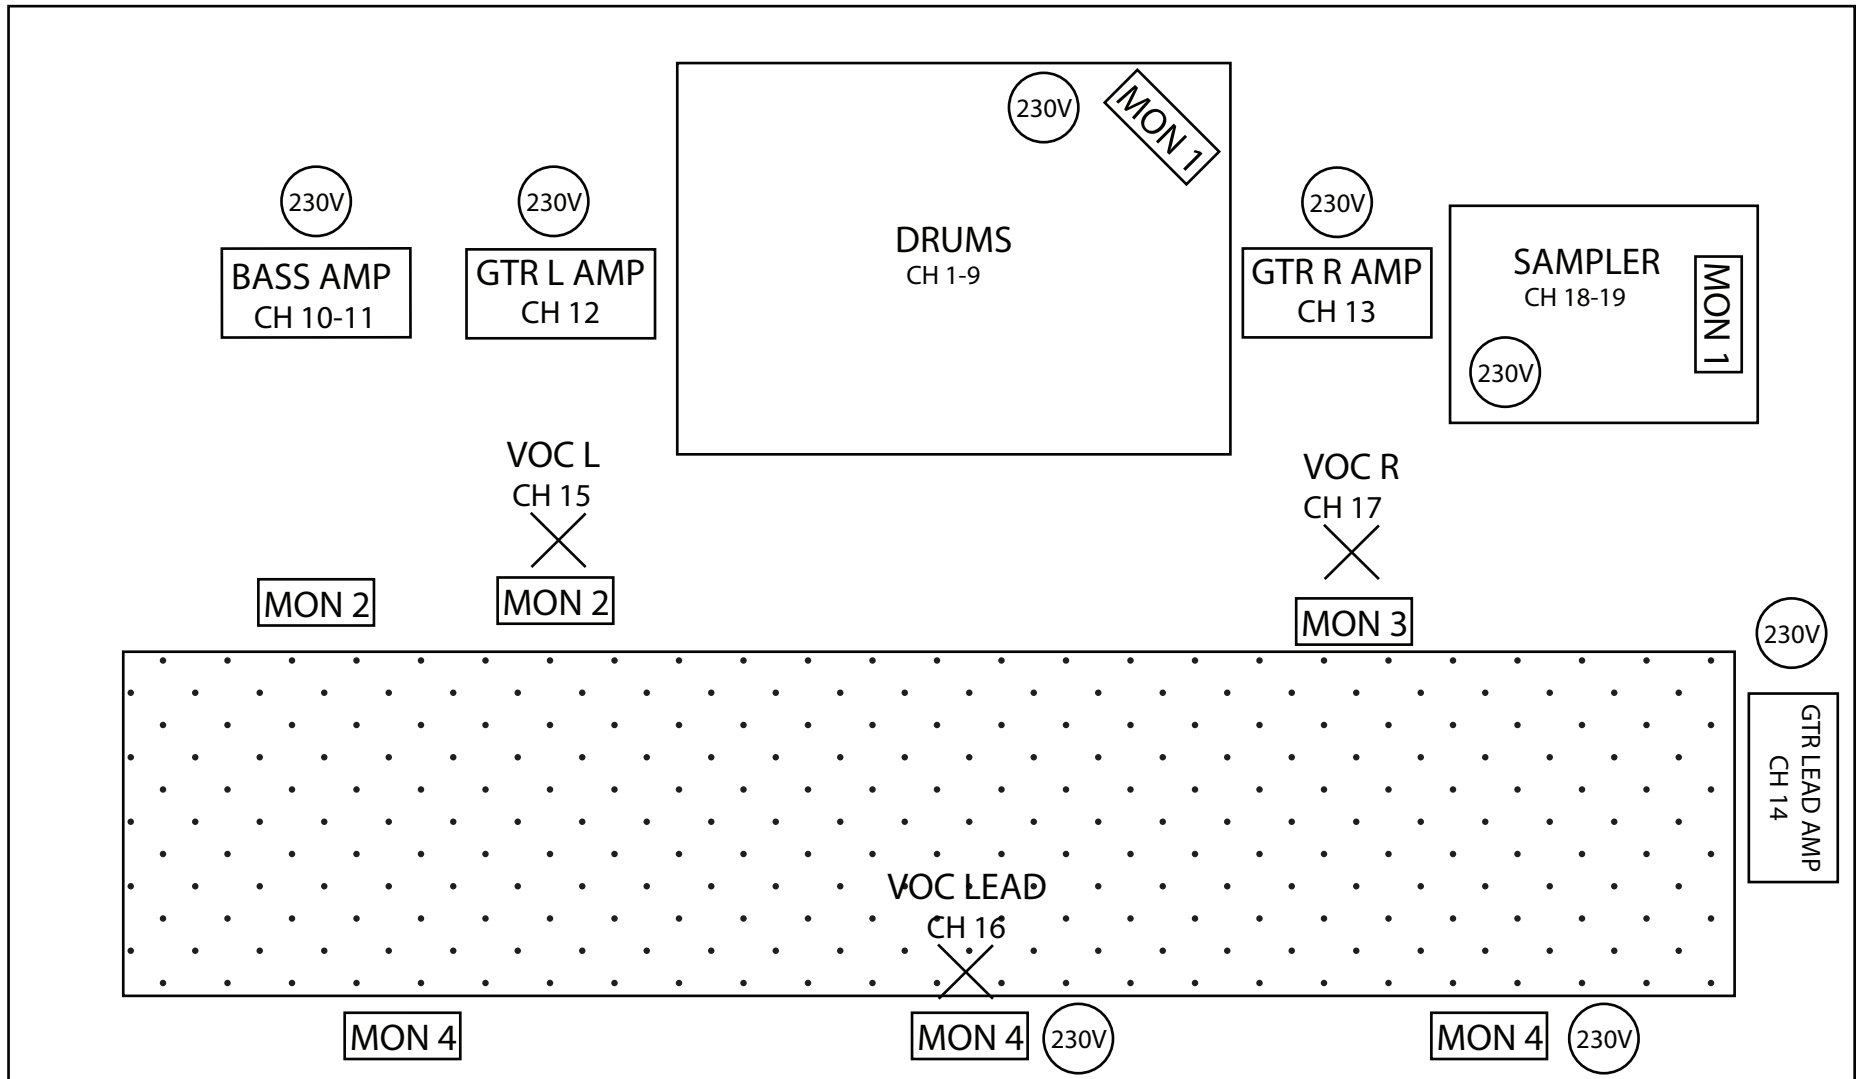 230V
MON 1
230V
230V
230V
DRUMS
CH 1-9
BASS AMP
CH 10-11
GTR L AMP
CH 12
GTR R AMP
CH 13
SAMPLER
CH 18-19
MON 1
230V
VOC L
CH 15
VOC R
CH 17
MON 2
MON 2
MON 3
230V
GTR LEAD AMP
CH 14
VOC LEAD
CH 16
MON 4
MON 4
230V
MON 4
230V